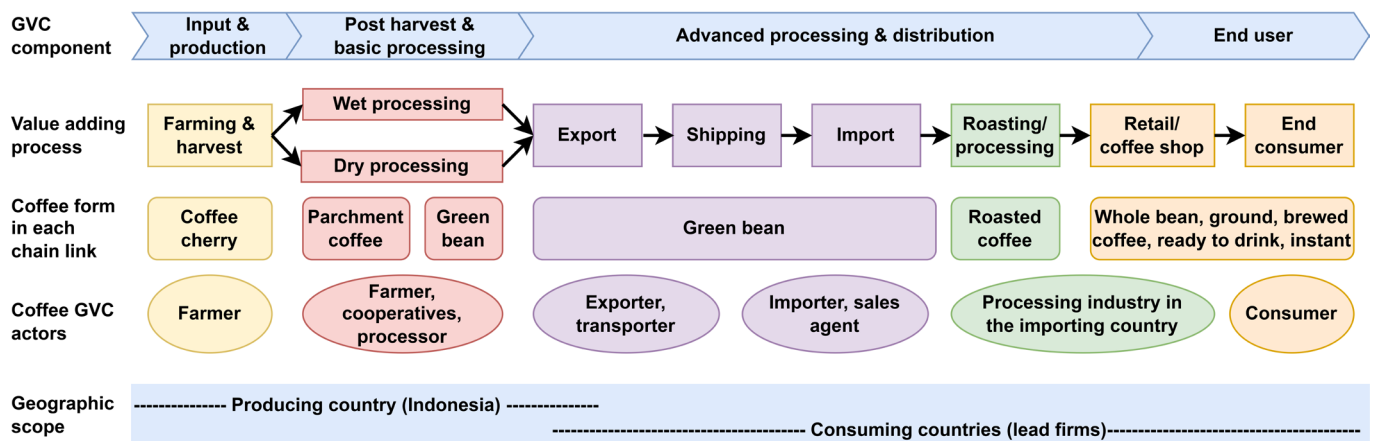 GVC
component
Input &
production
Post harvest &
basic processing
Advanced processing & distribution
End user
Value adding
process
Farming &
harvest
Wet processing
Dry processing
Export
Shipping
Import
Roasting/
processing
Retail/
coffee shop
End
consumer
Coffee form
in each
chain link
Coffee
cherry
Parchment
coffee
Green
bean
Green bean
Roasted
coffee
Whole bean, ground, brewed
coffee, ready to drink, instant
Coffee GVC
actors
Farmer
Farmer,
cooperatives,
processor
Exporter,
transporter
Importer, sales
agent
Processing industry in
the importing country
Consumer
Geographic
scope
Producing country (Indonesia)
Consuming countries (lead firms)